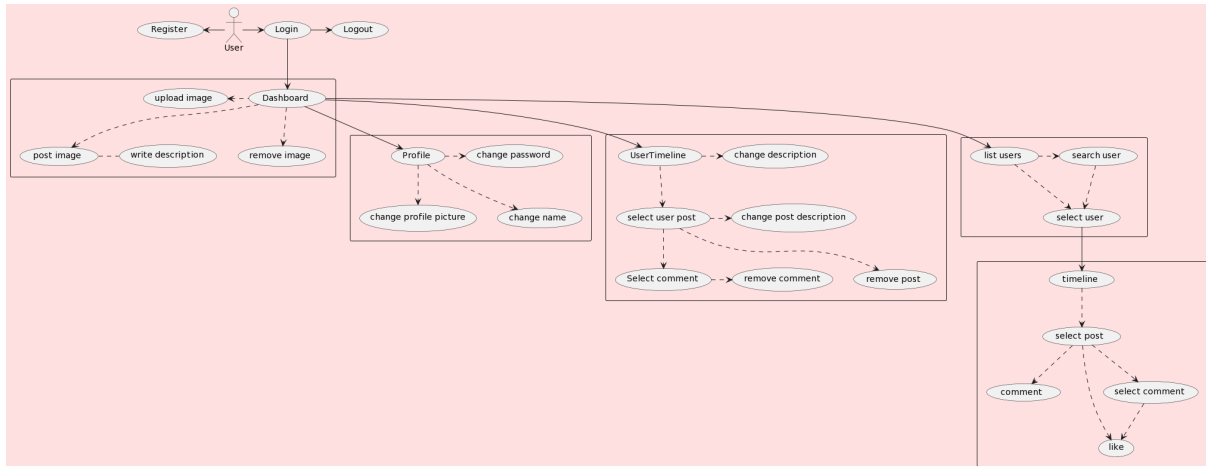 Register
User
Login
Logout
upload image
Dashboard
post image
write description
remove image
Profile
change password
change profile picture
change name
UserTimeline
change description
select user post
change post description
Select comment
remove comment
remove post
list users
search user
select user
timeline
select post
comment
select comment
like